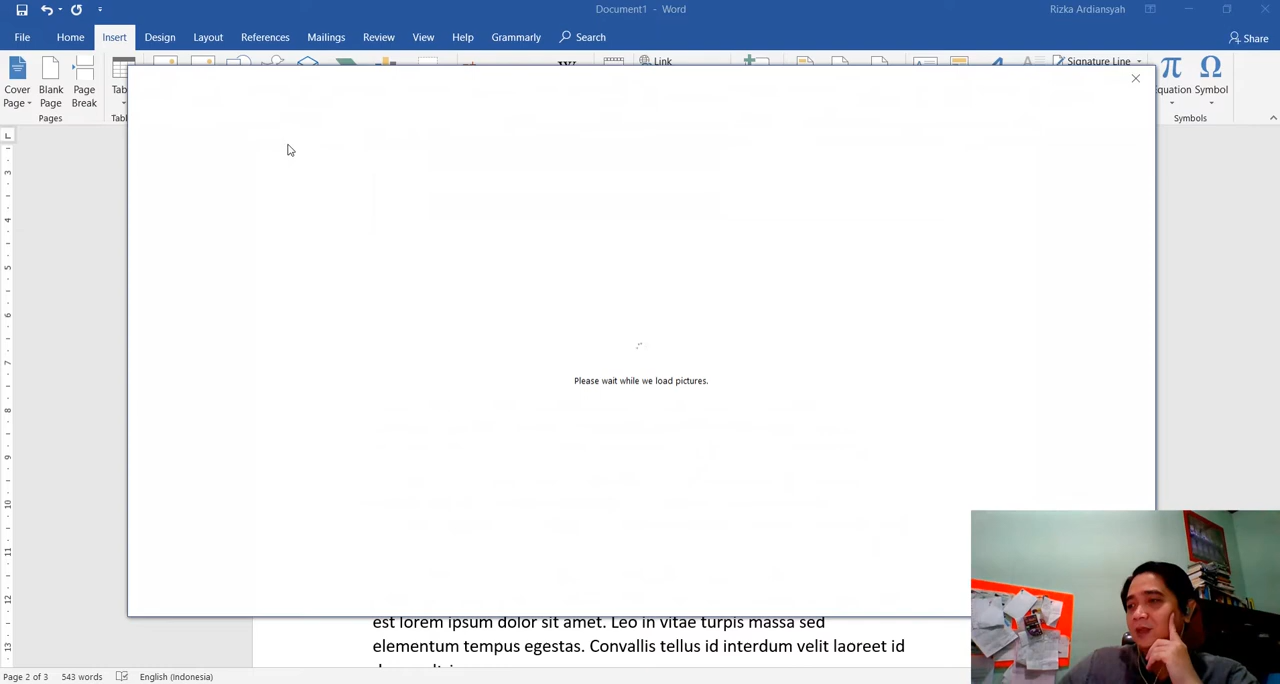 Document1 - Word
Rizka Ardiansyah
File Home Insert Design Layout References Mailings Review View Help Grammarly Search Share
Link
Signature Line
Cover
Page
Blank
Page
Page
Break
Pages
Equation
Symbol
Symbols
Please wait while we load pictures.
est lorem ipsum dolor sit amet. Leo in vitae turpis massa sed
elementum tempus egestas. Convallis tellus id interdum velit laoreet id
Page 2 of 3 543 words English (Indonesia)